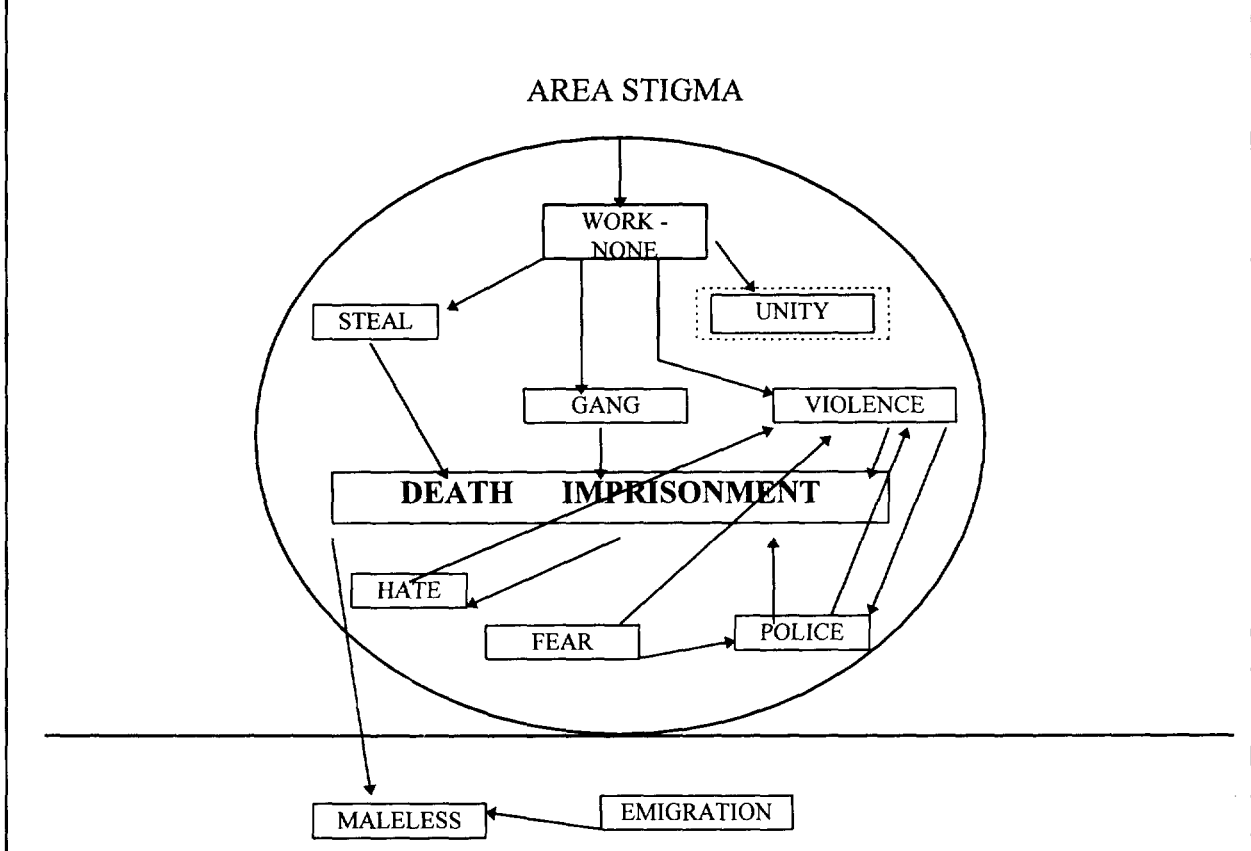 AREA STIGMA
WORK -
NONE
UNITY
STEAL
GANG
VIOLENCE
DEATH IMPRISONMENT
HATE
FEAR
POLICE
MALELESS
EMIGRATION